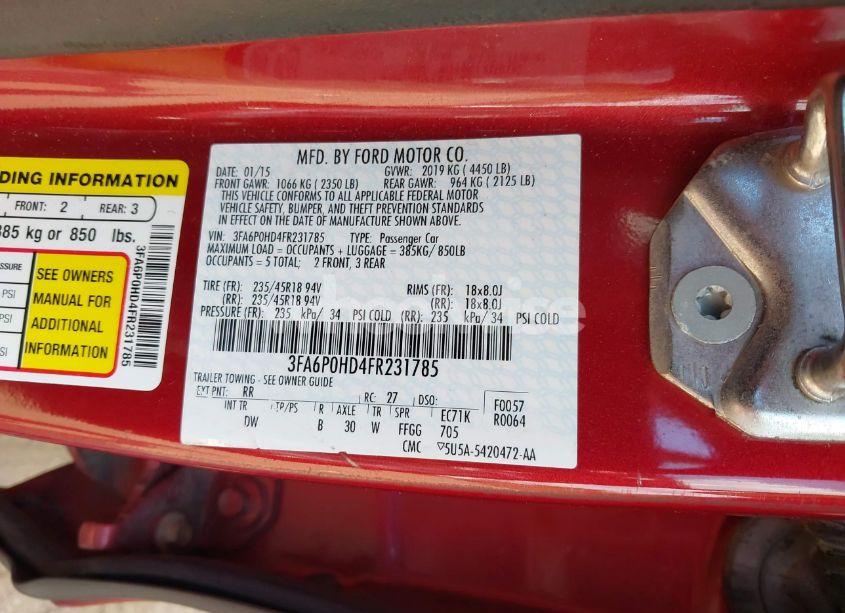 DING INFORMATION
FRONT: 2 REAR: 3
385 kg or 850 lbs.
SSURE
PSI
PSI
PSI
SEE OWNERS
MANUAL FOR
ADDITIONAL
INFORMATION
3FA6P0HD4FR231785
MFD. BY FORD MOTOR CO.
DATE: 01/15 GVWR: 2019 KG ( 4450 LB)
FRONT GAWR: 1066 KG ( 2350 LB) REAR GAWR: 964 KG ( 2125 LB)
THIS VEHICLE CONFORMS TO ALL APPLICABLE FEDERAL MOTOR
VEHICLE SAFETY, BUMPER, AND THEFT PREVENTION STANDARDS
IN EFFECT ON THE DATE OF MANUFACTURE SHOWN ABOVE.
VIN: 3FA6P0HD4FR231785 TYPE: Passenger Car
MAXIMUM LOAD = OCCUPANTS + LUGGAGE = 385KG/ 850LB
OCCUPANTS = 5 TOTAL; 2 FRONT, 3 REAR
TIRE (FR): 235/45R18 94V RIMS (FR): 18x8.0J
(RR): 235/45R18 94V (RR): 18x8.0J
PRESSURE (FR): 235 kPa/ 34 PSI COLD (RR): 235 kPa/ 34 PSI COLD
3FA6P0HD4FR231785
TRAILER TOWING - SEE OWNER GUIDE
EXT PNT: RR RC: 27 DSO: F0057
INT TR TP/PS R AXLE TR SPR EC71K R0064
DW B 30 W FFGG 705
CMC ▽5U5A-5420472-AA